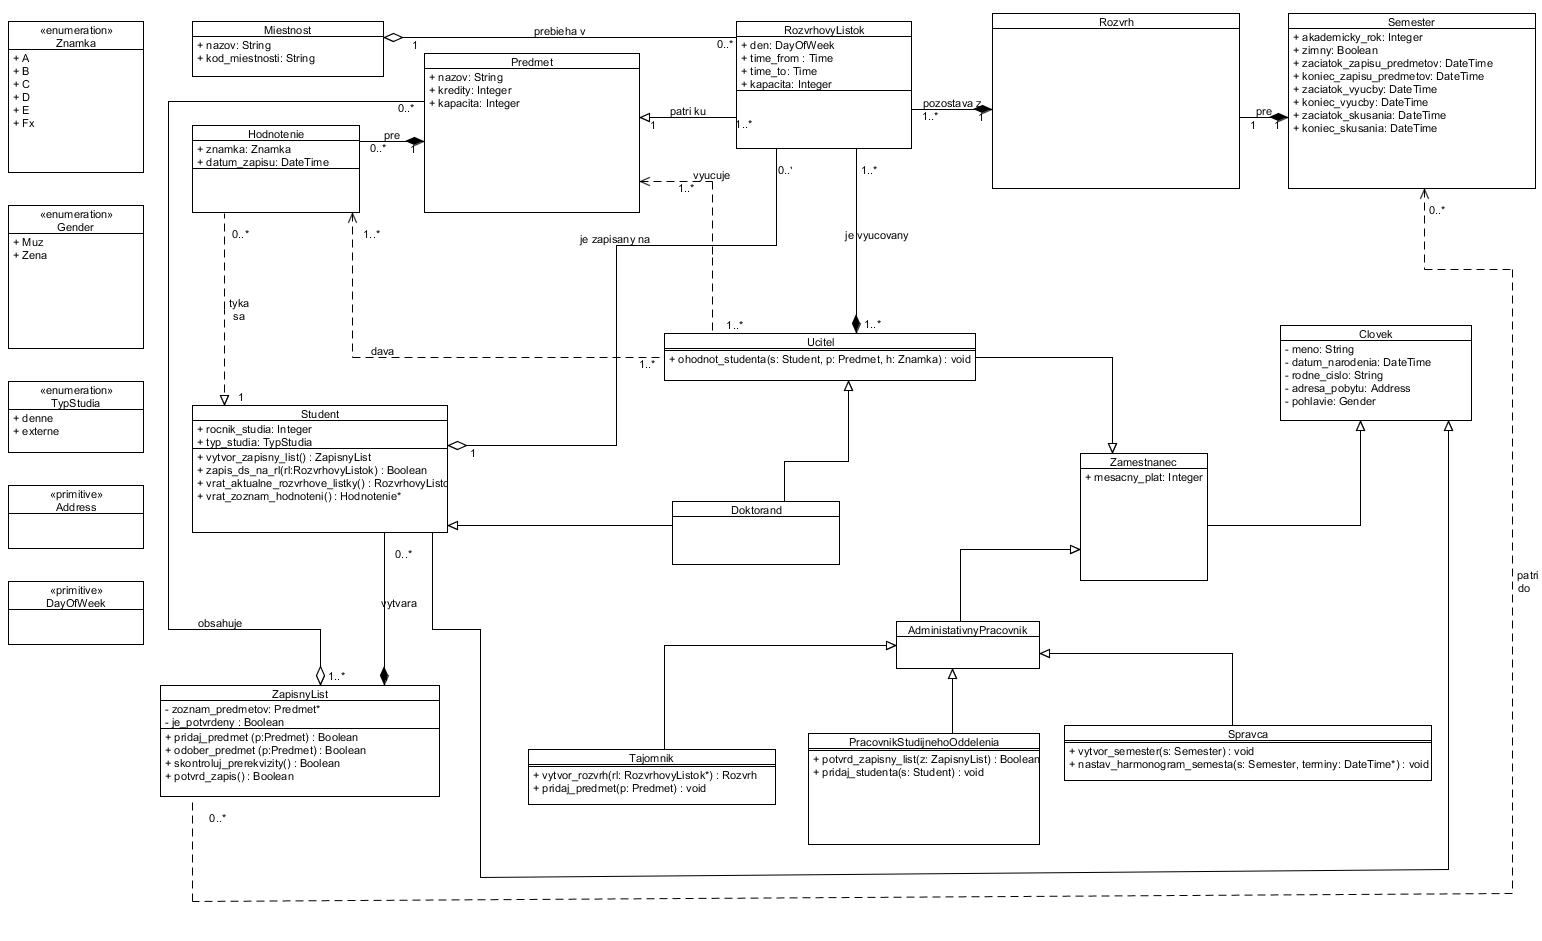 «enumeration»
Znamka
+ A
+ B
+ C
+ D
+ E
+ Fx
«enumeration»
Gender
+ Muz
+ Zena
«enumeration»
TypStudia
+ denne
+ externe
«primitive»
Address
«primitive»
DayOfWeek
Miestnost
+ nazov: String
+ kod_miestnosti: String
1
prebieha v
0..*
Predmet
+ nazov: String
+ kredity: Integer
+ kapacita: Integer
0..*
RozvrhovyListok
+ den: DayOfWeek
+ time_from : Time
+ time_to: Time
+ kapacita: Integer
patri ku
1
1..*
pozostava z
1..*
1
Rozvrh
pre
1
1
Semester
+ akademicky_rok: Integer
+ zimny: Boolean
+ zaciatok_zapisu_predmetov: DateTime
+ koniec_zapisu_predmetov: DateTime
+ zaciatok_vyucby: DateTime
+ koniec_vyucby: DateTime
+ zaciatok_skusania: DateTime
+ koniec_skusania: DateTime
0..*
Hodnotenie
+ znamka: Znamka
+ datum_zapisu: DateTime
pre
0..*
1
vyucuje
1..*
0..*
1..*
0..*
1..*
je zapisany na
je vyucovany
tyka
sa
dava
1..*
1..*
1..*
1
Ucitel
+ ohodnot_studenta(s: Student, p: Predmet, h: Znamka) : void
Clovek
- meno: String
- datum_narodenia: DateTime
- rodne_cislo: String
- adresa_pobytu: Address
- pohlavie: Gender
Student
+ rocnik_studia: Integer
+ typ_studia: TypStudia
+ vytvor_zapisny_list() : ZapisnyList
+ zapis_ds_na_rl(rl:RozvrhovyListok) : Boolean
+ vrat_aktualne_rozvrhove_listky() : RozvrhovyListo
+ vrat_zoznam_hodnoteni() : Hodnotenie*
1
Doktorand
Zamestnanec
+ mesacny_plat: Integer
0..*
vytvara
obsahuje
1..*
patri
do
AdministativnyPracovnik
ZapisnyList
- zoznam_predmetov: Predmet*
- je_potvrdeny : Boolean
+ pridaj_predmet (p:Predmet) : Boolean
+ odober_predmet (p:Predmet) : Boolean
+ skontroluj_prerekvizity() : Boolean
+ potvrd_zapis() : Boolean
0..*
Tajomnik
+ vytvor_rozvrh(rl: RozvrhovyListok*) : Rozvrh
+ pridaj_predmet(p: Predmet) : void
PracovnikStudijnehoOddelenia
+ potvrd_zapisny_list(z: ZapisnyList) : Boolean
+ pridaj_studenta(s: Student) : void
Spravca
+ vytvor_semester(s: Semester) : void
+ nastav_harmonogram_semesta(s: Semester, terminy: DateTime*) : void